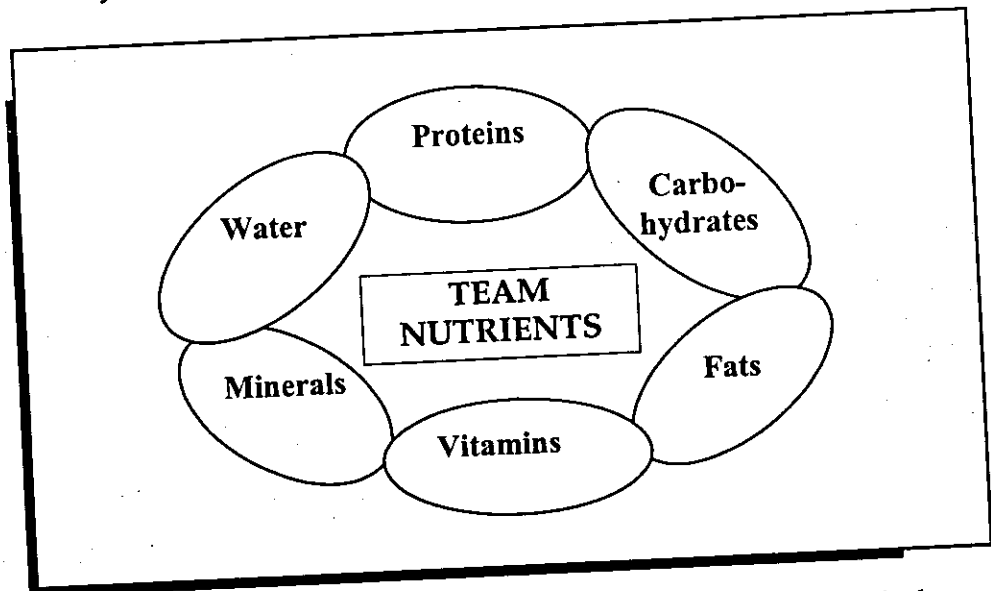 Proteins
Carbo-
hydrates
Water
TEAM
NUTRIENTS
Fats
Minerals
Vitamins